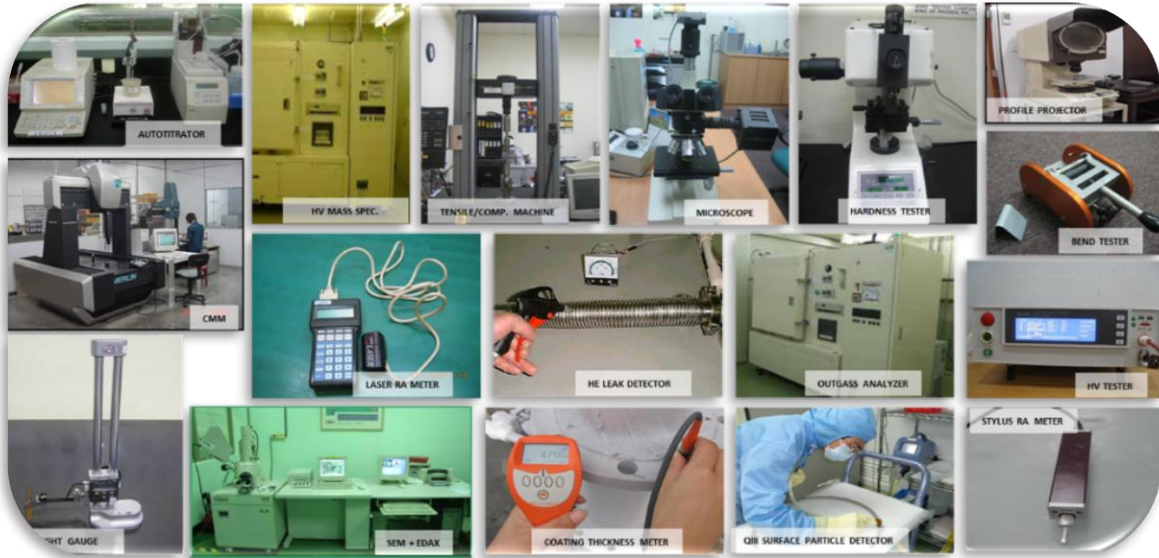 AUTOTITRATOR
HV MASS SPEC.
TENSILE/COMP. MACHINE
MICROSCOPE
HARDNESS TESTER
PROFILE PROJECTOR
BEND TESTER
CMM
LASER RA METER
HE LEAK DETECTOR
OUTGASS ANALYZER
HV TESTER
GHT GAUGE
SEM + EDAX
COATING THICKNESS METER
QIII SURFACE PARTICLE DETECTOR
STYLUS RA METER